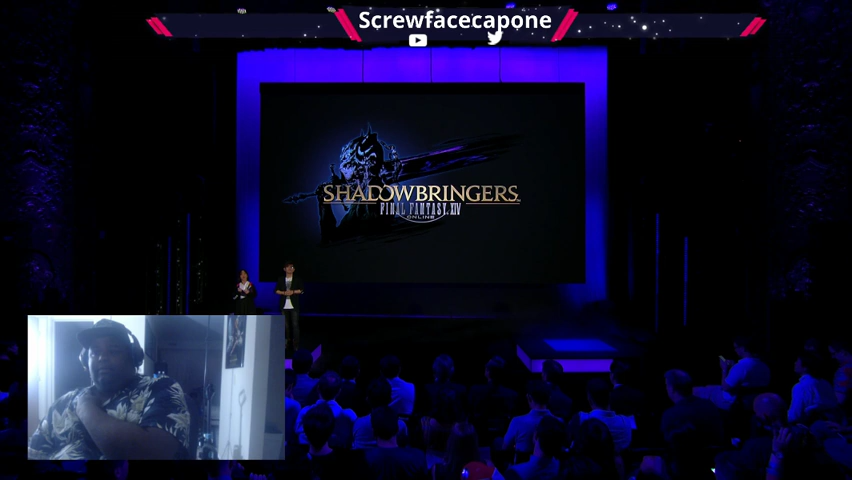 Screwfacecapone
SHADOWBRINGERS
FINAL FANTASY XIV
ONLINE